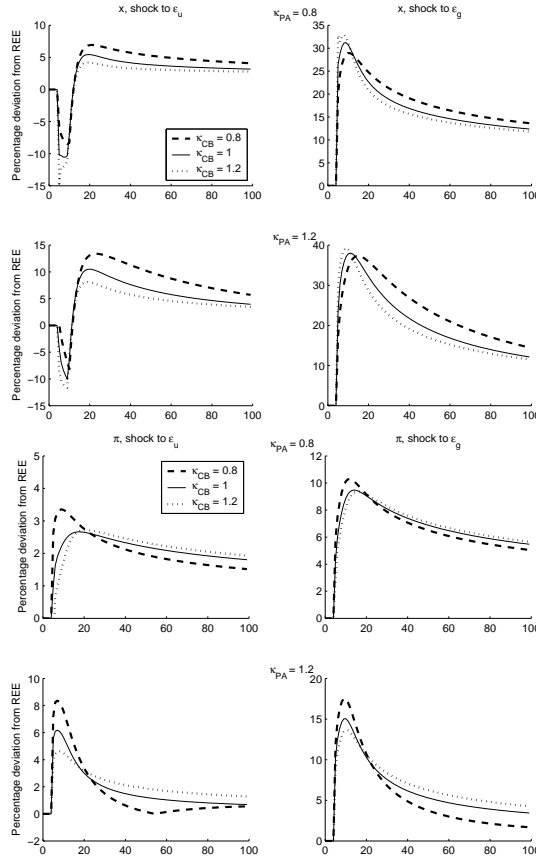 x, shock to ε_u
κ_PA = 0.8
x, shock to ε_g
Percentage deviation from REE
10
5
0
−5
−10
−15
0 20 40 60 80 100
κ_CB = 0.8
κ_CB = 1
κ_CB = 1.2
35
30
25
20
15
10
5
0
0 20 40 60 80 100
κ_PA = 1.2
Percentage deviation from REE
15
10
5
0
−5
−10
−15
0 20 40 60 80 100
40
30
20
10
0
0 20 40 60 80 100
π, shock to ε_u
κ_PA = 0.8
π, shock to ε_g
Percentage deviation from REE
5
4
3
2
1
0
0 20 40 60 80 100
κ_CB = 0.8
κ_CB = 1
κ_CB = 1.2
12
10
8
6
4
2
0
0 20 40 60 80 100
κ_PA = 1.2
Percentage deviation from REE
10
8
6
4
2
0
−2
0 20 40 60 80 100
20
15
10
5
0
0 20 40 60 80 100